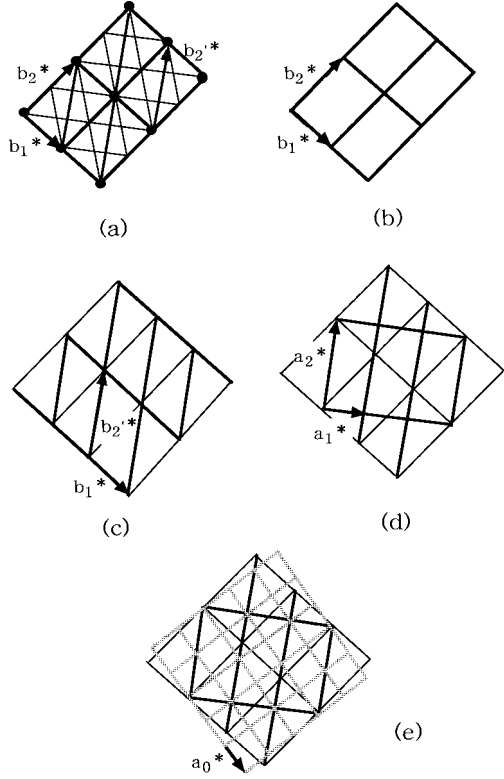 b₂* b₂'*
b₁*
(a)
b₂*
b₁*
(b)
b₂'*
b₁*
(c)
a₂*
a₁*
(d)
a₀*
(e)